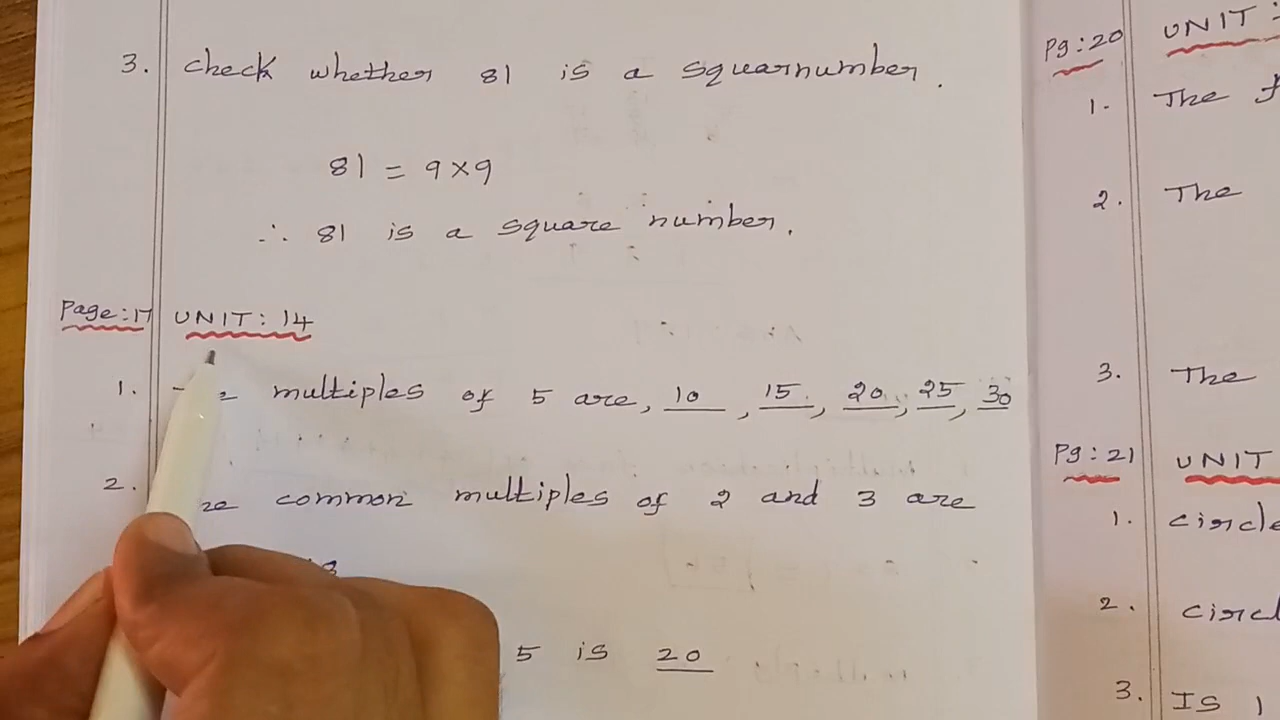 3. Check whether 81 is a squarnumber.
81 = 9×9
∴ 81 is a square number.
Page:17 UNIT: 14
1. multiples of 5 are, 10, 15, 20, 25, 30
2. common multiples of 2 and 3 are
5 is 20
Pg:20 UNIT:
1. The
2. The
3. The
Pg:21 UNIT
1. circle
2. circl
3. Is